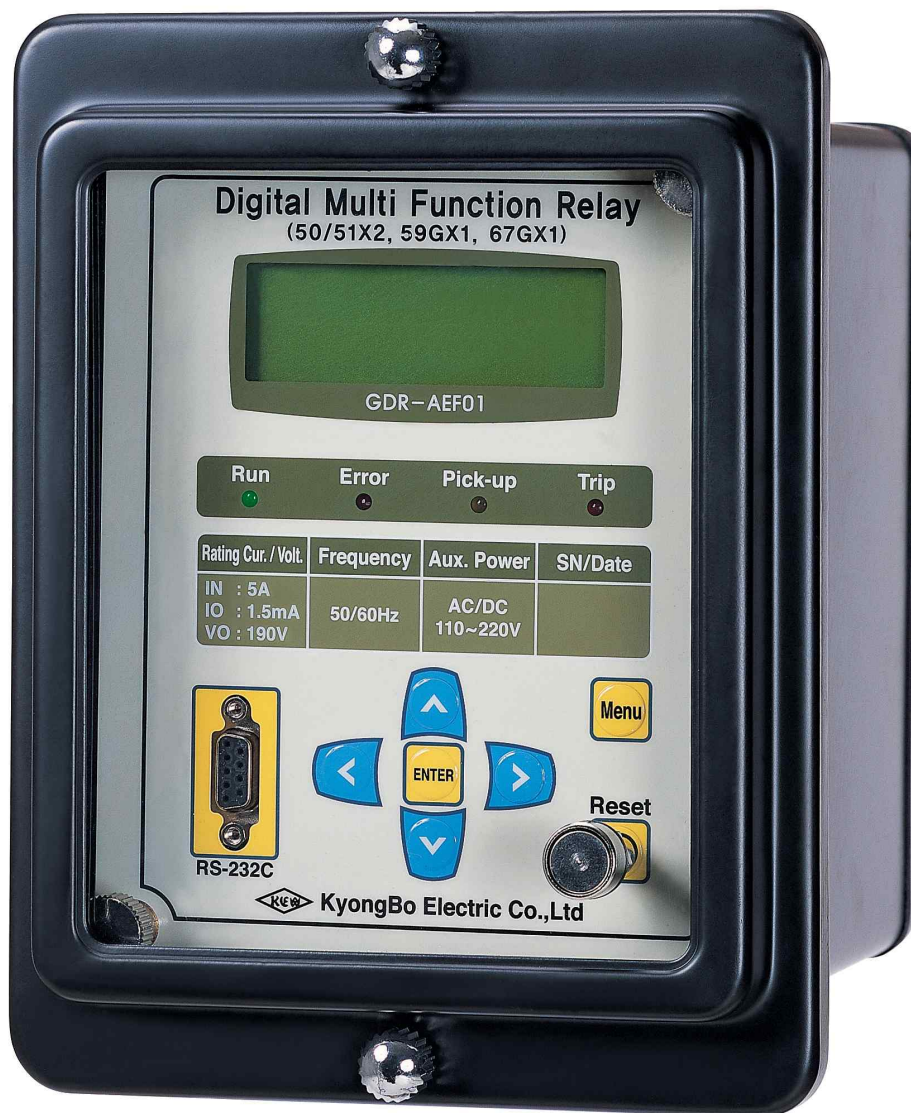 Digital Multi Function Relay
(50/51X2, 59GX1, 67GX1)
GDR-AEF01
Run Error Pick-up Trip
Rating Cur. / Volt. Frequency Aux. Power SN/Date
IN : 5A
IO : 1.5mA
VO : 190V
50/60Hz
AC/DC
110~220V
Menu
ENTER
Reset
RS-232C
KEW KyongBo Electric Co.,Ltd